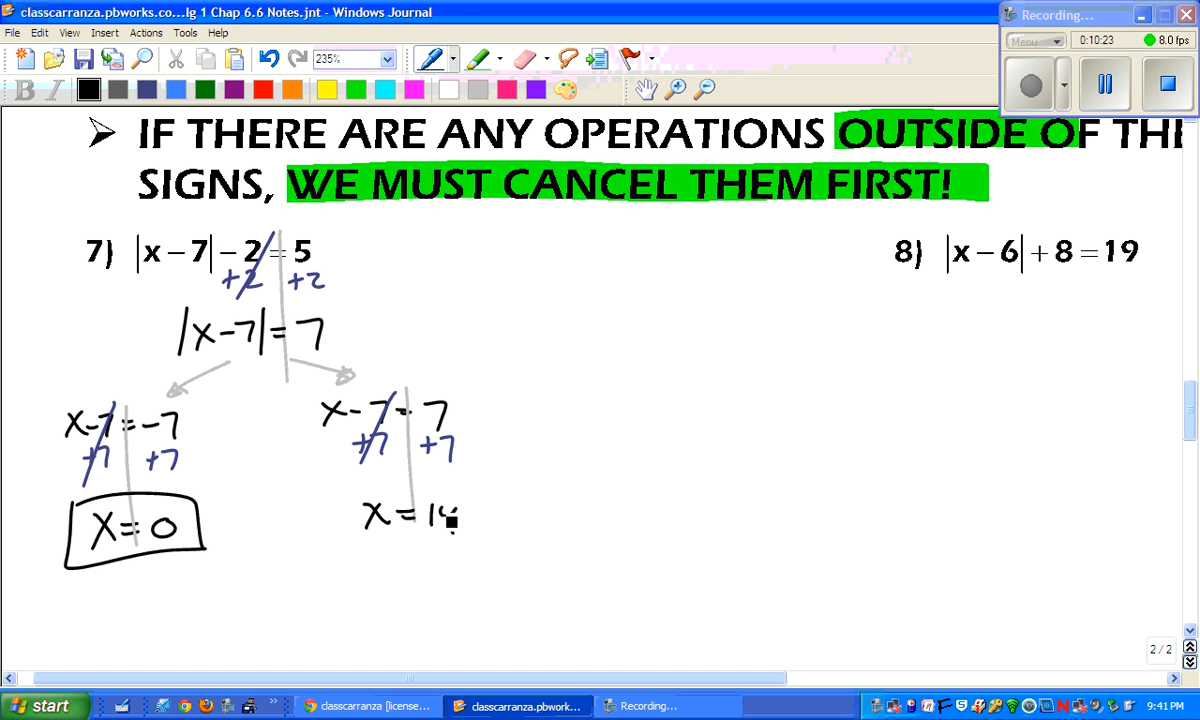 classcarranza.pbworks.co...lg 1 Chap 6.6 Notes.jnt - Windows Journal
Recording...
File Edit View Insert Actions Tools Help
Menu 0:10:23 8.0 fps
235%
B I
➢ IF THERE ARE ANY OPERATIONS OUTSIDE OF THE
SIGNS, WE MUST CANCEL THEM FIRST!
7) |x − 7| − 2 = 5
8) |x − 6| + 8 = 19
+2 +2
|x-7| = 7
x-7 = -7
x-7 = 7
+7 +7
+7 +7
x = 0
x = 14
2 / 2
start
classcarranza [license...
classcarranza.pbwork...
Recording...
9:41 PM